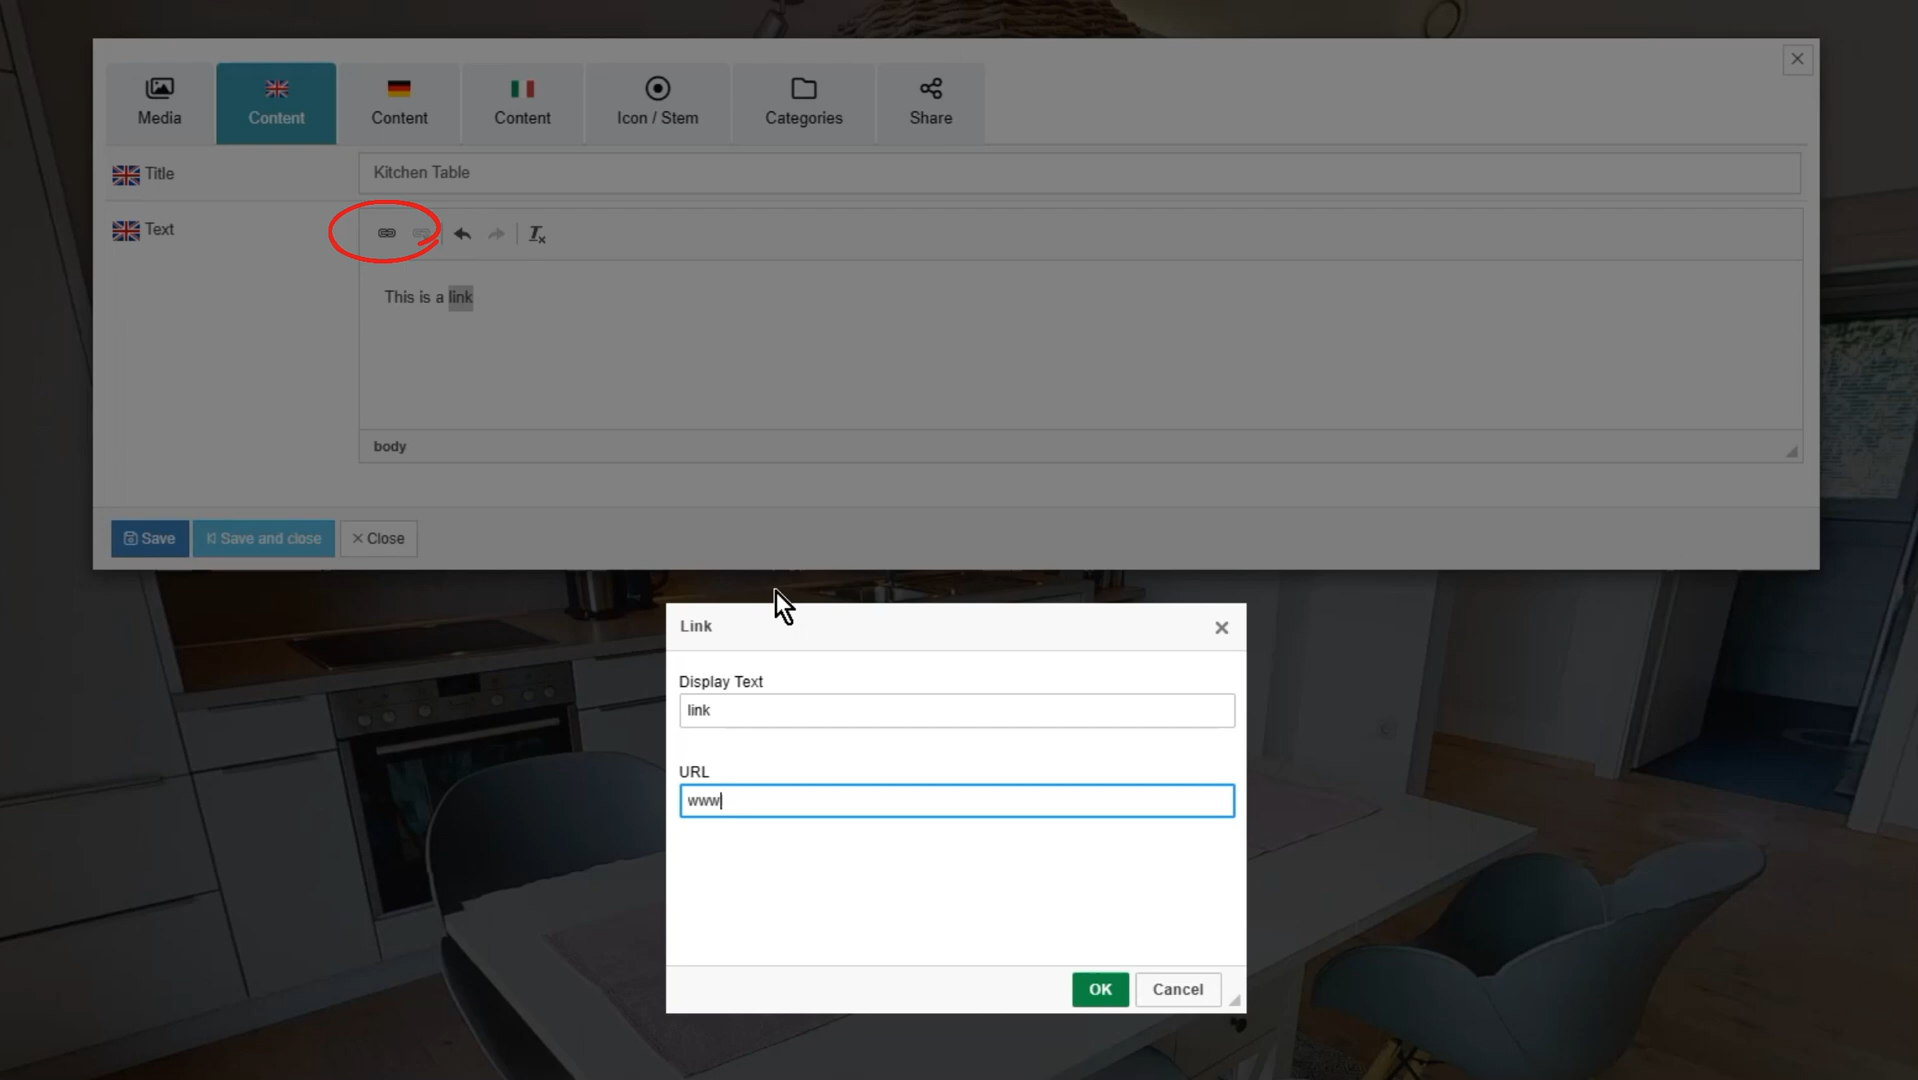 Media
Content
Content
Content
Icon / Stem
Categories
Share
Title
Kitchen Table
Text
This is a link
body
Save
Save and close
Close
Link
Display Text
link
URL
www
OK
Cancel